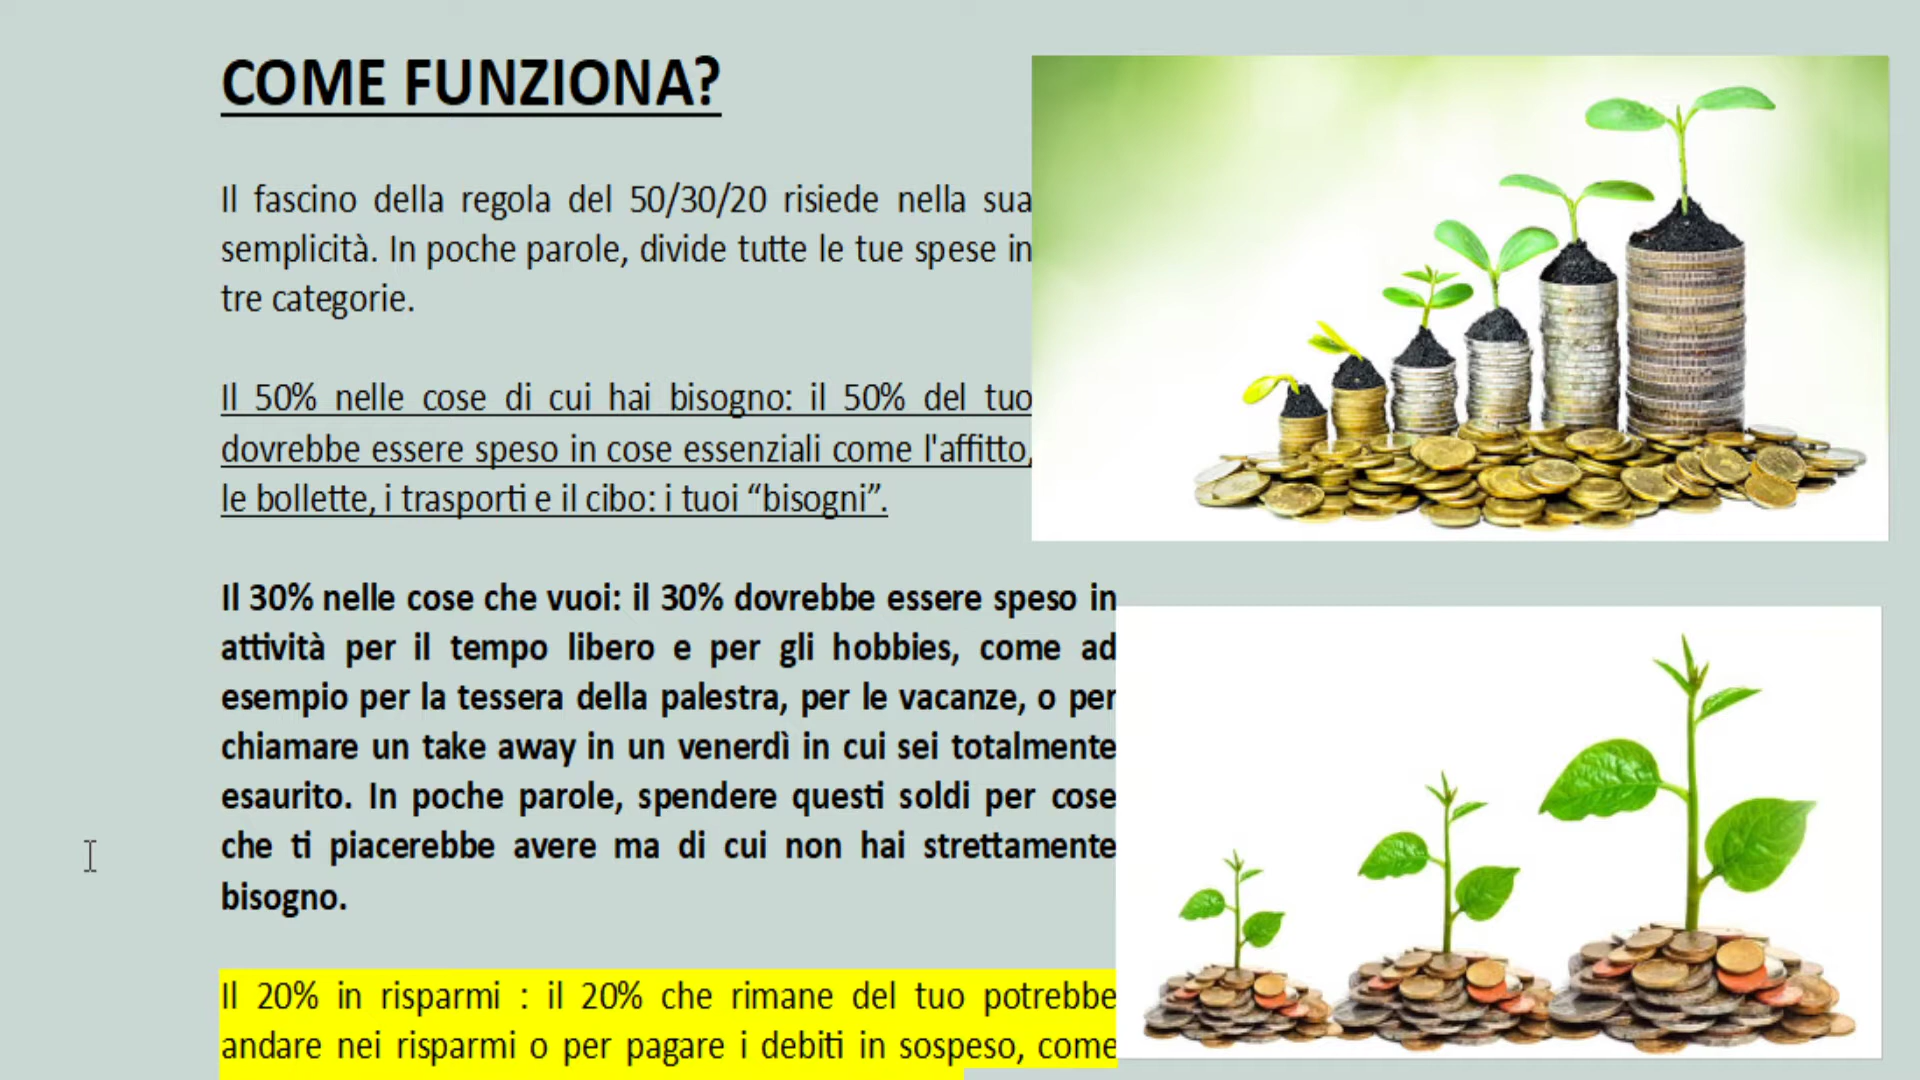 COME FUNZIONA?
Il fascino della regola del 50/30/20 risiede nella sua
semplicità. In poche parole, divide tutte le tue spese in
tre categorie.
Il 50% nelle cose di cui hai bisogno: il 50% del tuo
dovrebbe essere speso in cose essenziali come l'affitto,
le bollette, i trasporti e il cibo: i tuoi “bisogni”.
Il 30% nelle cose che vuoi: il 30% dovrebbe essere speso in
attività per il tempo libero e per gli hobbies, come ad
esempio per la tessera della palestra, per le vacanze, o per
chiamare un take away in un venerdì in cui sei totalmente
esaurito. In poche parole, spendere questi soldi per cose
che ti piacerebbe avere ma di cui non hai strettamente
bisogno.
Il 20% in risparmi : il 20% che rimane del tuo potrebbe
andare nei risparmi o per pagare i debiti in sospeso, come